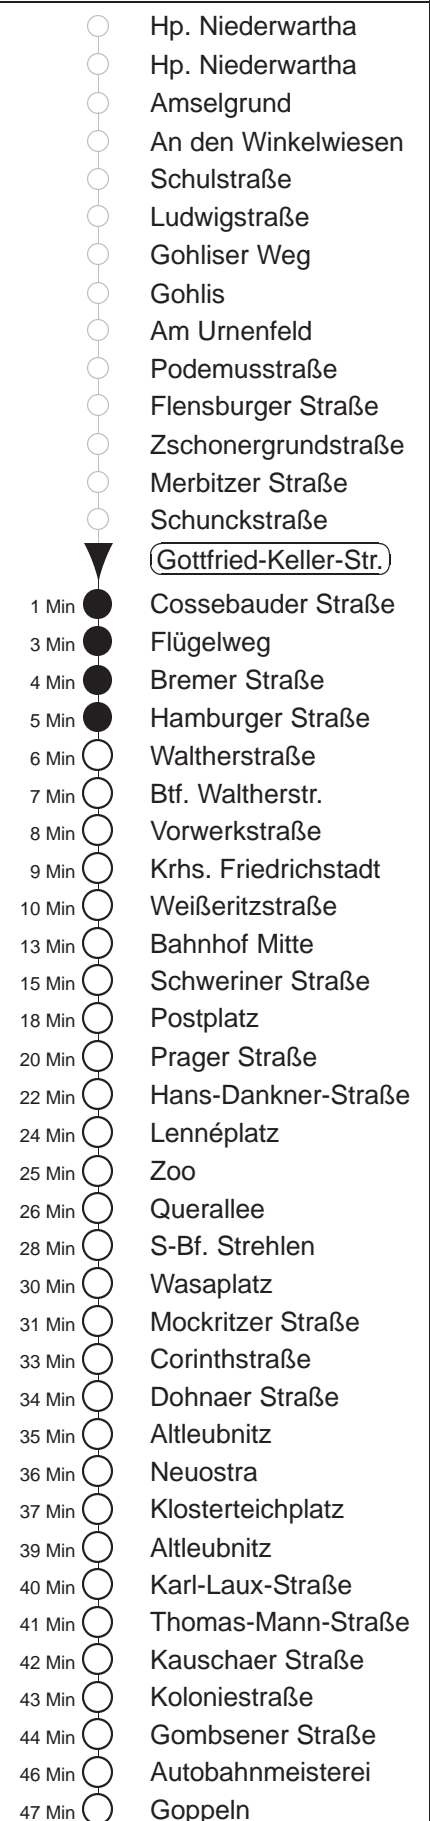 Hp. Niederwartha
Hp. Niederwartha
Amselgrund
An den Winkelwiesen
Schulstraße
Ludwigstraße
Gohliser Weg
Gohlis
Am Urnenfeld
Podemusstraße
Flensburger Straße
Zschonergrundstraße
Merbitzer Straße
Schunckstraße
Gottfried-Keller-Str.
1 Min Cossebauder Straße
3 Min Flügelweg
4 Min Bremer Straße
5 Min Hamburger Straße
6 Min Waltherstraße
7 Min Btf. Waltherstr.
8 Min Vorwerkstraße
9 Min Krhs. Friedrichstadt
10 Min Weißeritzstraße
13 Min Bahnhof Mitte
15 Min Schweriner Straße
18 Min Postplatz
20 Min Prager Straße
22 Min Hans-Dankner-Straße
24 Min Lennéplatz
25 Min Zoo
26 Min Querallee
28 Min S-Bf. Strehlen
30 Min Wasaplatz
31 Min Mockritzer Straße
33 Min Corinthstraße
34 Min Dohnaer Straße
35 Min Altleubnitz
36 Min Neuostra
37 Min Klosterteichplatz
39 Min Altleubnitz
40 Min Karl-Laux-Straße
41 Min Thomas-Mann-Straße
42 Min Kauschaer Straße
43 Min Koloniestraße
44 Min Gombsener Straße
46 Min Autobahnmeisterei
47 Min Goppeln